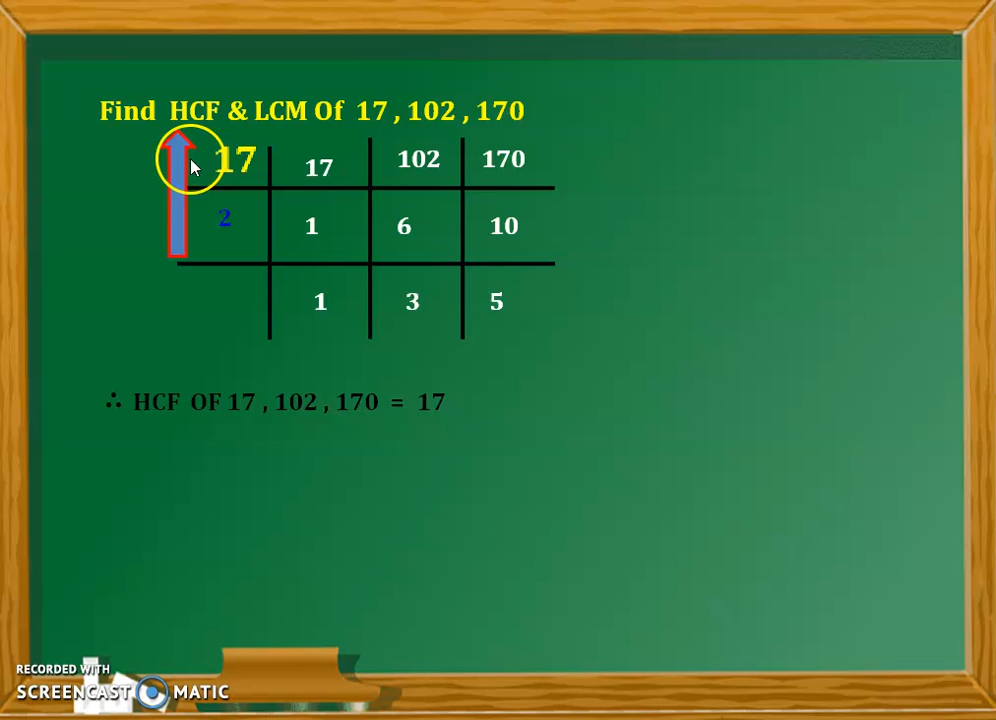 Find HCF & LCM Of 17 , 102 , 170
17 17 102 170
2 1 6 10
1 3 5
∴ HCF OF 17 , 102 , 170 = 17
RECORDED WITH
SCREENCAST MATIC